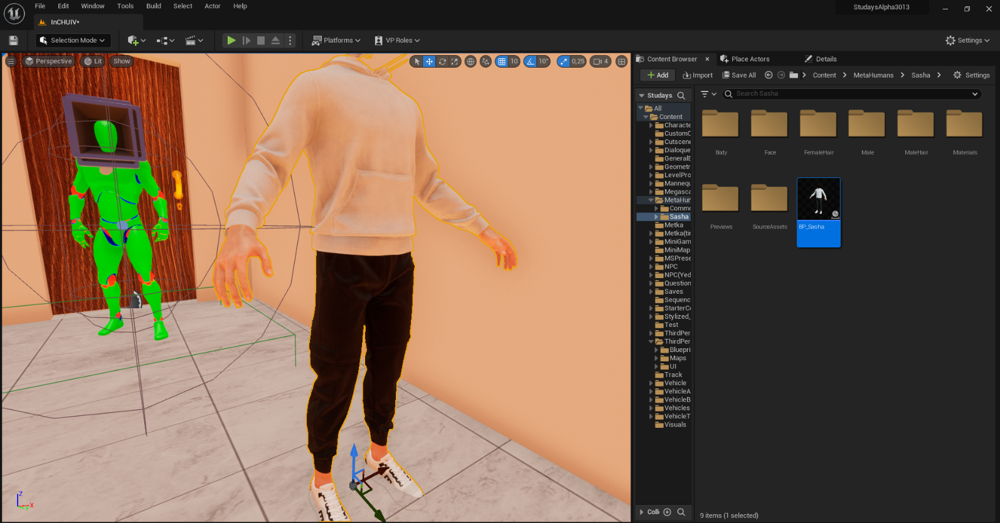 File Edit Window Tools Build Select Actor Help
StudaysAlpha3013
InCHUIV*
Selection Mode
Platforms
VP Roles
Settings
Perspective
Lit
Show
10
10°
0,25
4
Content Browser
Place Actors
Details
Add
Import
Save All
Content
MetaHumans
Sasha
Settings
Studays
Search Sasha
All
Content
Characte
CustomC
Cutscene
Dialoque
GeneralE
Geometr
LevelPro
Mannequ
Megasca
MetaHum
Commo
Sasha
Metka
Metka(tir
MiniGam
MiniMap
MSPrese
NPC
NPC(Yed
Question
Saves
Sequenc
StarterCo
Stylized_
Test
ThirdPer
ThirdPer
Bluepri
Maps
UI
Track
Vehicle
VehicleA
VehicleB
Vehicles
VehicleT
Visuals
Body
Face
FemaleHair
Male
MaleHair
Materials
Previews
SourceAssets
BP_Sasha
Z
X
Y
Colli
9 items (1 selected)